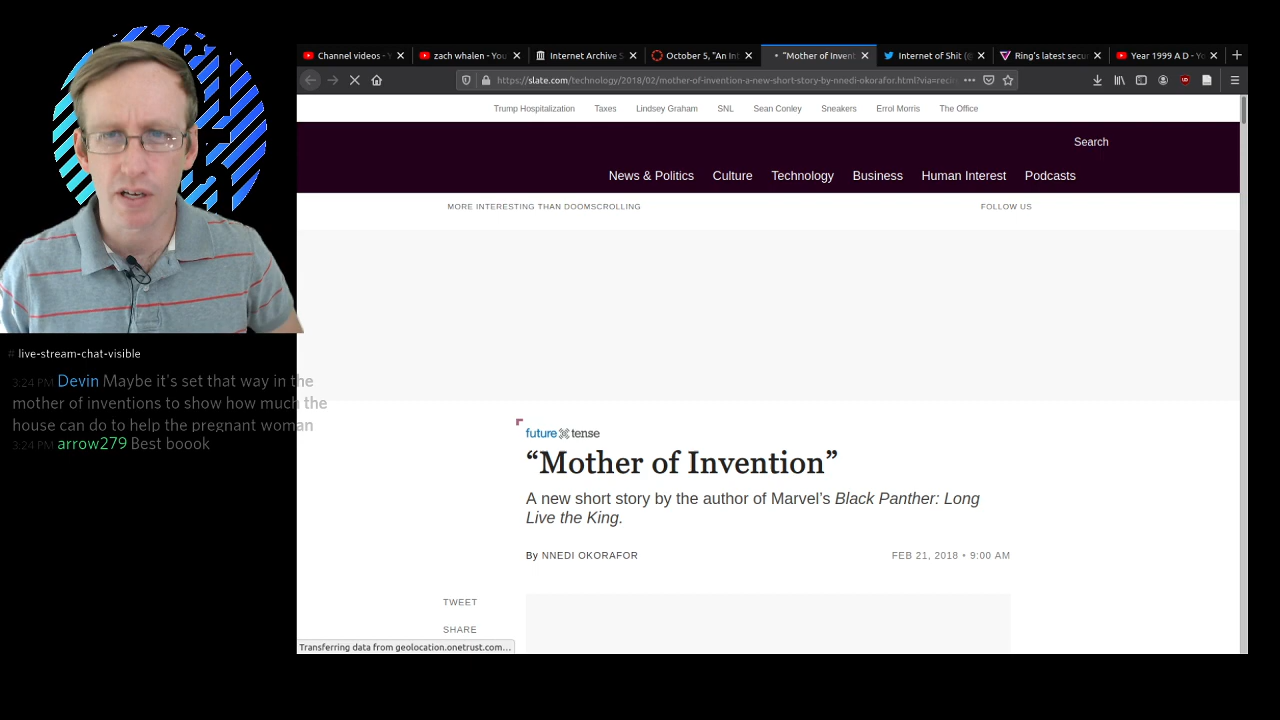 Channel videos - You
zach whalen - You
Internet Archive S
October 5, "An Int
"Mother of Invent
Internet of Shit (@
Ring's latest secur
Year 1999 A D - Yo
https://slate.com/technology/2018/02/mother-of-invention-a-new-short-story-by-nnedi-okorafor.html?via=reci
Trump Hospitalization Taxes Lindsey Graham SNL Sean Conley Sneakers Errol Morris The Office
Search
News & Politics Culture Technology Business Human Interest Podcasts
MORE INTERESTING THAN DOOMSCROLLING FOLLOW US
future tense
“Mother of Invention”
A new short story by the author of Marvel’s Black Panther: Long
Live the King.
By NNEDI OKORAFOR FEB 21, 2018 • 9:00 AM
TWEET
SHARE
Transferring data from geolocation.onetrust.com…
# live-stream-chat-visible
3:24 PM Devin Maybe it's set that way in the
mother of inventions to show how much the
house can do to help the pregnant woman
3:24 PM arrow279 Best boook